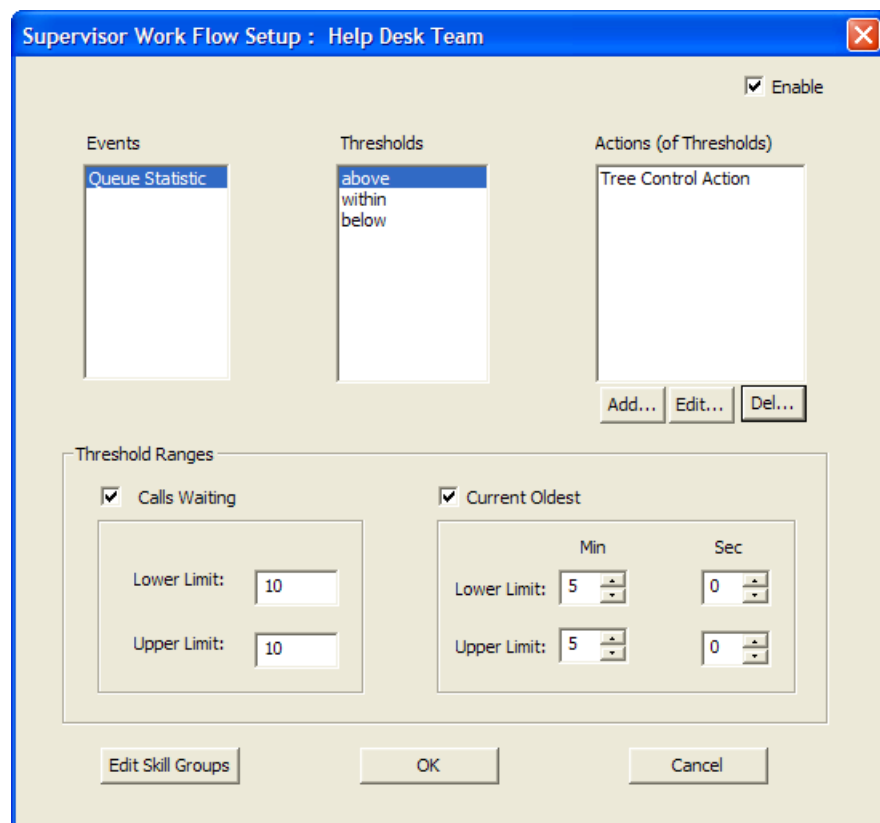 Supervisor Work Flow Setup :  Help Desk Team
Enable
Events
Thresholds
Actions (of Thresholds)
Queue Statistic
above
within
below
Tree Control Action
Add...
Edit...
Del...
Threshold Ranges
Calls Waiting
Current Oldest
Min
Sec
Lower Limit:
10
Lower Limit:
5
0
Upper Limit:
10
Upper Limit:
5
0
Edit Skill Groups
OK
Cancel